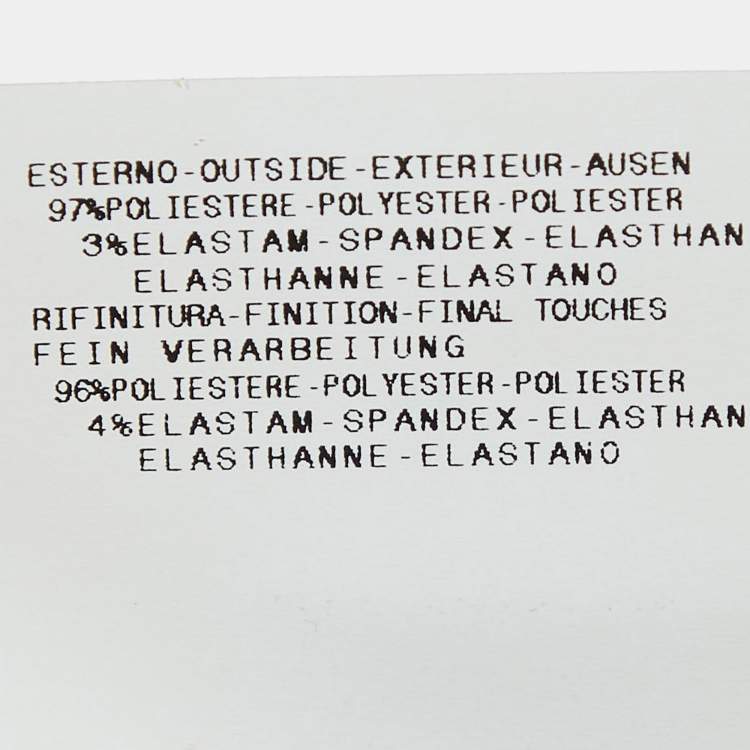 ESTERNO-OUTSIDE-EXTERIEUR-AUSEN
97%POLIESTERE-POLYESTER-POLIESTER
3%ELASTAM-SPANDEX-ELASTHAN
ELASTHANNE-ELASTANO
RIFINITURA-FINITION-FINAL TOUCHES
FEIN VERARBEITUNG
96%POLIESTERE-POLYESTER-POLIESTER
4%ELASTAM-SPANDEX-ELASTHAN
ELASTHANNE-ELASTANO